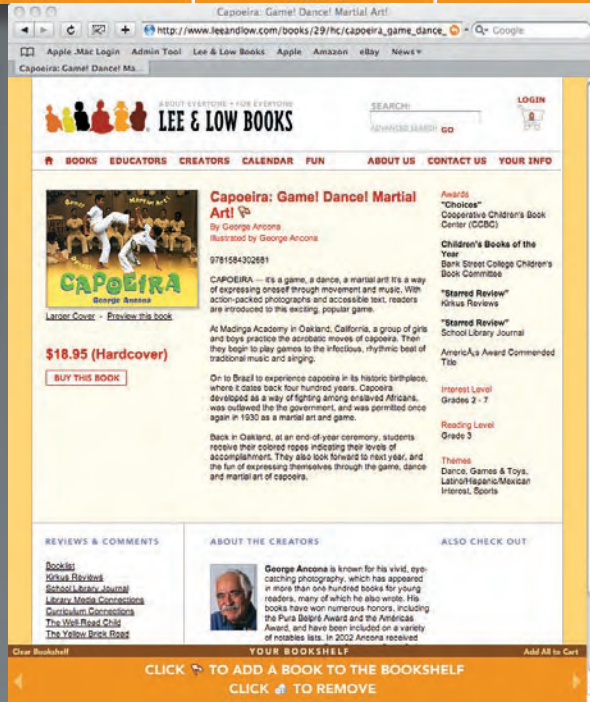 Capoeira: Game! Dance! Martial Art!
http://www.leeandlow.com/books/29/hc/capoeira_game_dance_
Google
Apple .Mac Login Admin Tool Lee & Low Books Apple Amazon eBay News
Capoeira: Game! Dance! Ma...
ABOUT EVERYONE • FOR EVERYONE
LEE & LOW BOOKS
SEARCH:
ADVANCED SEARCH GO
LOGIN
0
BOOKS EDUCATORS CREATORS CALENDAR FUN ABOUT US CONTACT US YOUR INFO
Game! Martial Art!
Dance!
CAPOEIRA
George Ancona
Larger Cover - Preview this book
$18.95 (Hardcover)
BUY THIS BOOK
Capoeira: Game! Dance! Martial
Art!
By George Ancona
Illustrated by George Ancona
9781584302681
CAPOEIRA — it's a game, a dance, a martial art! It's a way
of expressing oneself through movement and music. With
action-packed photographs and accessible text, readers
are introduced to this exciting, popular game.
At Madinga Academy in Oakland, California, a group of girls
and boys practice the acrobatic moves of capoeira. Then
they begin to play games to the infectious, rhythmic beat of
traditional music and singing.
On to Brazil to experience capoeira in its historic birthplace,
where it dates back four hundred years. Capoeira
developed as a way of fighting among enslaved Africans,
was outlawed the the government, and was permitted once
again in 1930 as a martial art and game.
Back in Oakland, at an end-of-year ceremony, students
receive their colored ropes indicating their levels of
accomplishment. They also look forward to next year, and
the fun of expressing themselves through the game, dance
and martial art of capoeira.
Awards
"Choices"
Cooperative Children's Book
Center (CCBC)
Children's Books of the
Year
Bank Street College Children's
Book Committee
"Starred Review"
Kirkus Reviews
"Starred Review"
School Library Journal
AmericÃ¿s Award Commended
Title
Interest Level
Grades 2 - 7
Reading Level
Grade 3
Themes
Dance, Games & Toys,
Latino/Hispanic/Mexican
Interest, Sports
REVIEWS & COMMENTS
Booklist
Kirkus Reviews
School Library Journal
Library Media Connections
Curriculum Connections
The Well-Read Child
The Yellow Brick Road
ABOUT THE CREATORS
George Ancona is known for his vivid, eye-
catching photography, which has appeared
in more than one hundred books for young
readers, many of which he also wrote. His
books have won numerous honors, including
the Pura Belpré Award and the Américas
Award, and have been included on a variety
of notables lists. In 2002 Ancona received
ALSO CHECK OUT
Clear Bookshelf YOUR BOOKSHELF Add All to Cart
CLICK TO ADD A BOOK TO THE BOOKSHELF
CLICK TO REMOVE